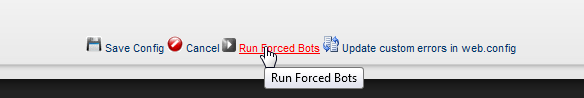 Save Config Cancel Run Forced Bots Update custom errors in web.config
Run Forced Bots